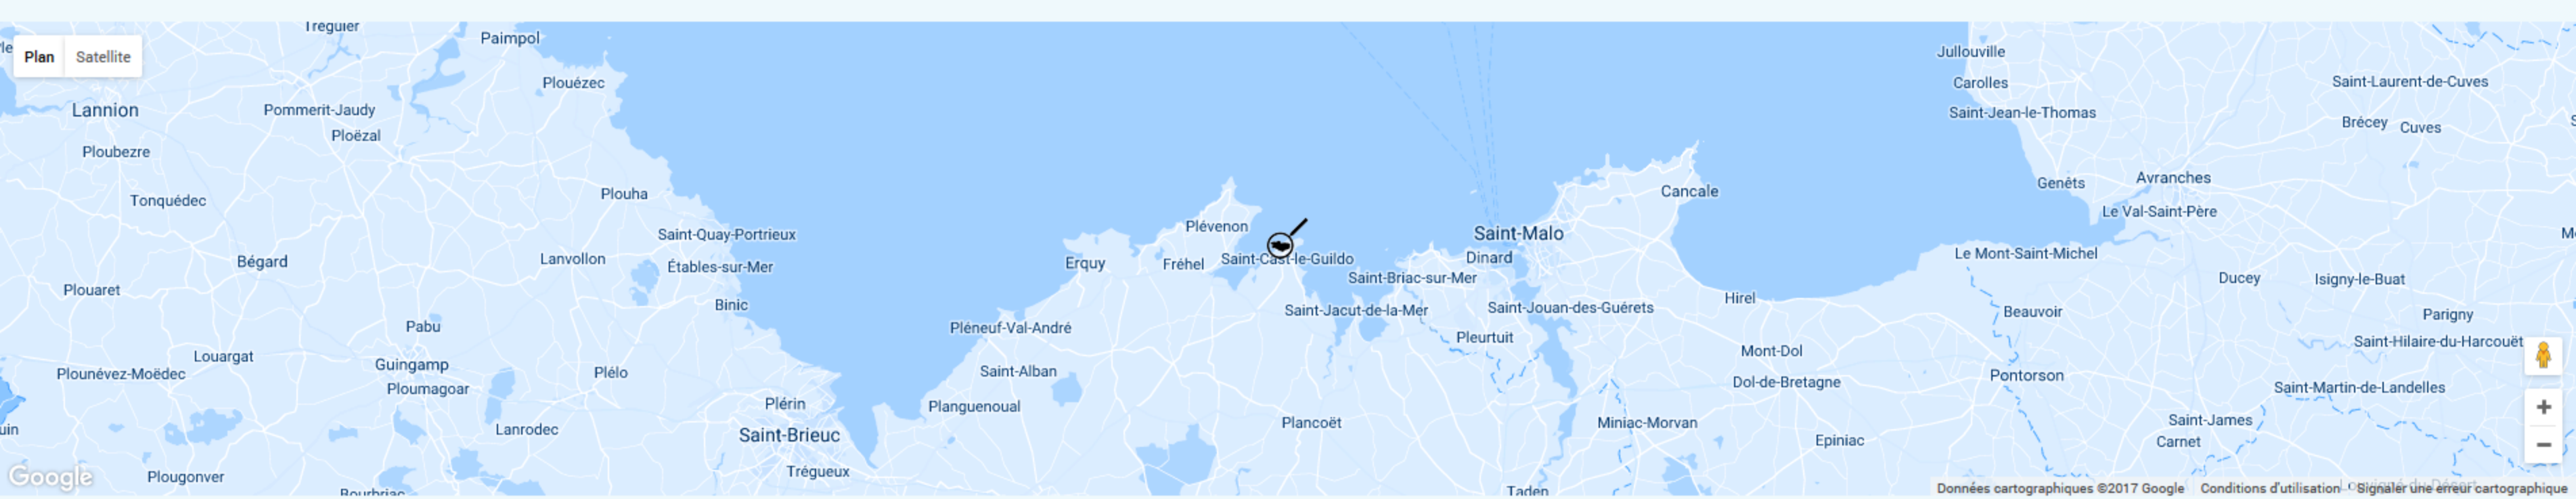 Tréguier
Paimpol
Jullouville
Plan Satellite
Plouézec
Carolles
Saint-Laurent-de-Cuves
Lannion
Pommerit-Jaudy
Saint-Jean-le-Thomas
Brécey
Cuves
Ploëzal
Ploubezre
Plouha
Cancale
Genêts
Avranches
Tonquédec
Le Val-Saint-Père
Plévenon
Saint-Quay-Portrieux
Saint-Malo
Bégard
Lanvollon
Étables-sur-Mer
Erquy
Fréhel
Saint-Cast-le-Guildo
Dinard
Le Mont-Saint-Michel
Saint-Briac-sur-Mer
Ducey
Isigny-le-Buat
Plouaret
Binic
Saint-Jacut-de-la-Mer
Saint-Jouan-des-Guérets
Hirel
Beauvoir
Parigny
Pabu
Pléneuf-Val-André
Pleurtuit
Saint-Hilaire-du-Harcouët
Louargat
Guingamp
Mont-Dol
Plounévez-Moëdec
Plélo
Saint-Alban
Pontorson
Ploumagoar
Dol-de-Bretagne
Saint-Martin-de-Landelles
Plérin
Planguenoual
Lanrodec
Saint-Brieuc
Plancoët
Miniac-Morvan
Saint-James
Epiniac
Carnet
Plougonver
Trégueux
Bourbriac
Taden
Google
Données cartographiques ©2017 Google Conditions d'utilisation Signaler une erreur cartographique